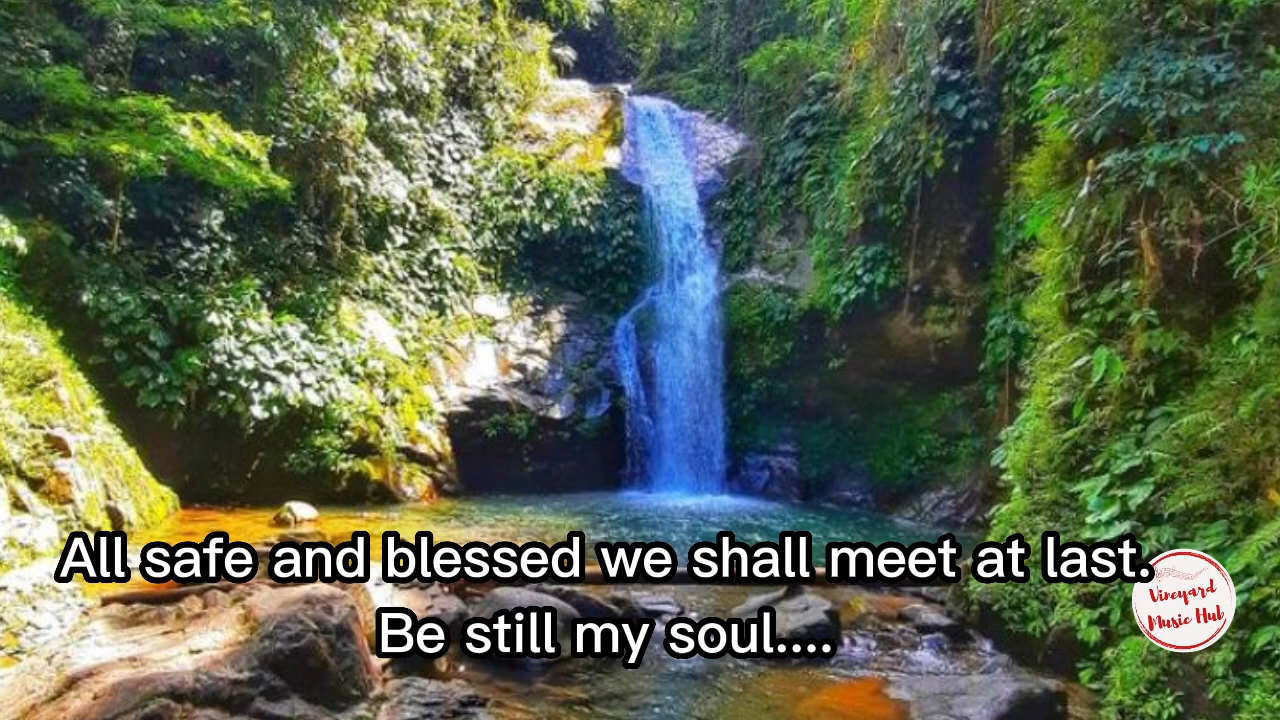 All safe and blessed we shall meet at last.
Be still my soul....
Vineyard
Music Hub